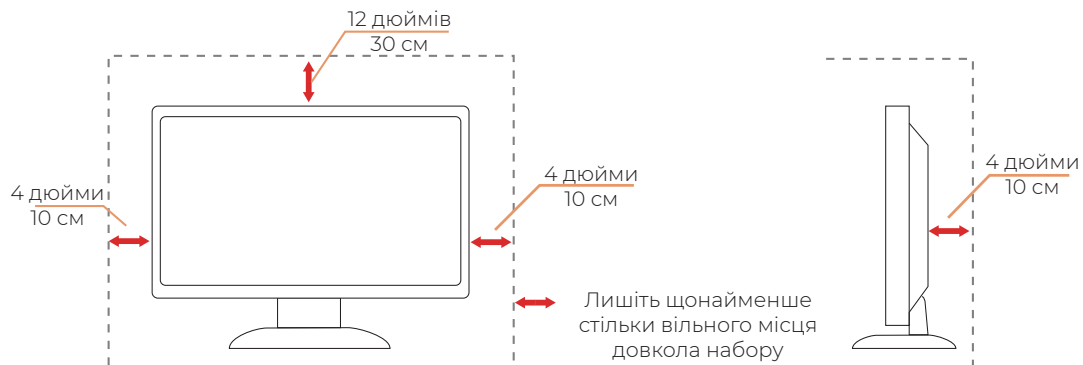 12 дюймів
30 см
4 дюйми
10 см
4 дюйми
10 см
4 дюйми
10 см
Лишіть щонайменше
стільки вільного місця
довкола набору